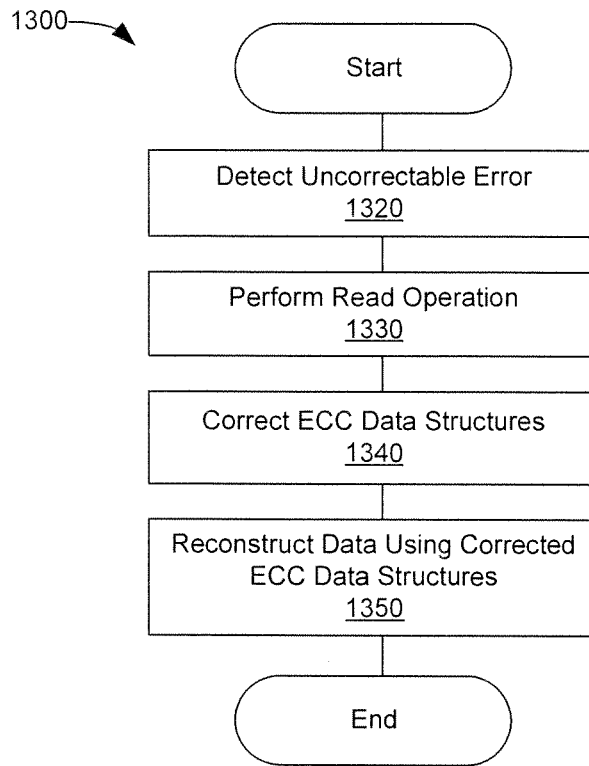 1300
Start
Detect Uncorrectable Error
1320
Perform Read Operation
1330
Correct ECC Data Structures
1340
Reconstruct Data Using Corrected
ECC Data Structures
1350
End